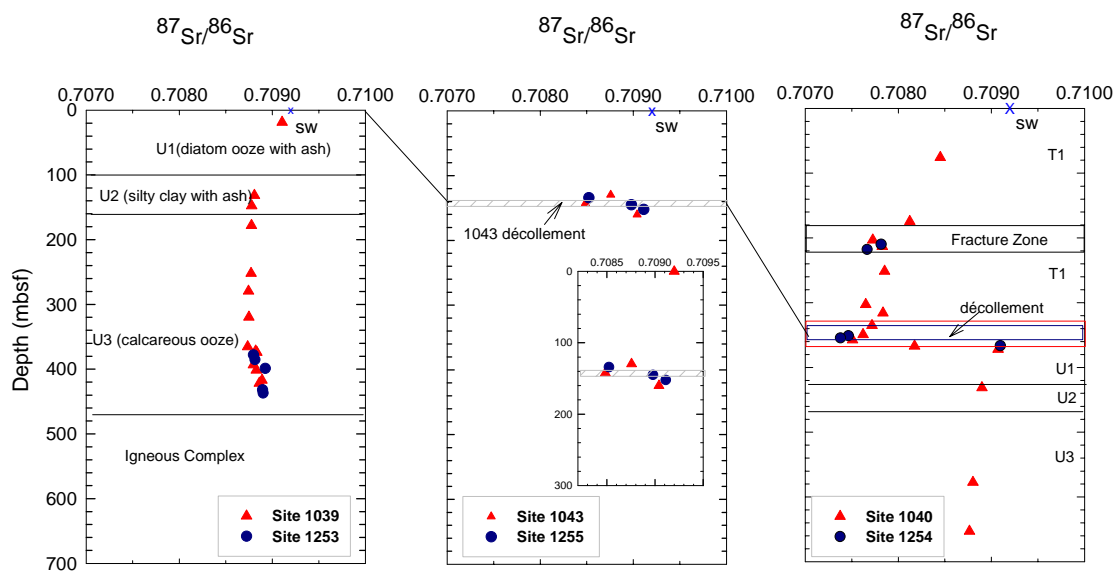 87Sr/86Sr
87Sr/86Sr
87Sr/86Sr
0.7070 0.7080 0.7090 0.7100
0.7070 0.7080 0.7090 0.7100
0.7070 0.7080 0.7090 0.7100
Depth (mbsf)
0
100
200
300
400
500
600
700
sw
U1(diatom ooze with ash)
U2 (silty clay with ash)
U3 (calcareous ooze)
Igneous Complex
Site 1039
Site 1253
sw
1043 décollement
0.7085 0.7090 0.7095
0
100
200
300
Site 1043
Site 1255
sw
T1
Fracture Zone
T1
décollement
U1
U2
U3
Site 1040
Site 1254